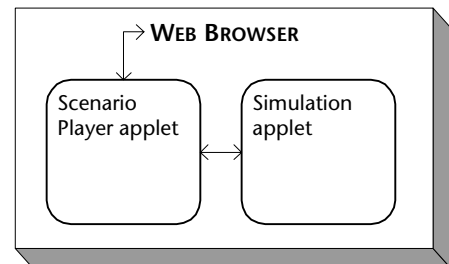 WEB BROWSER
Scenario
Player applet
Simulation
applet